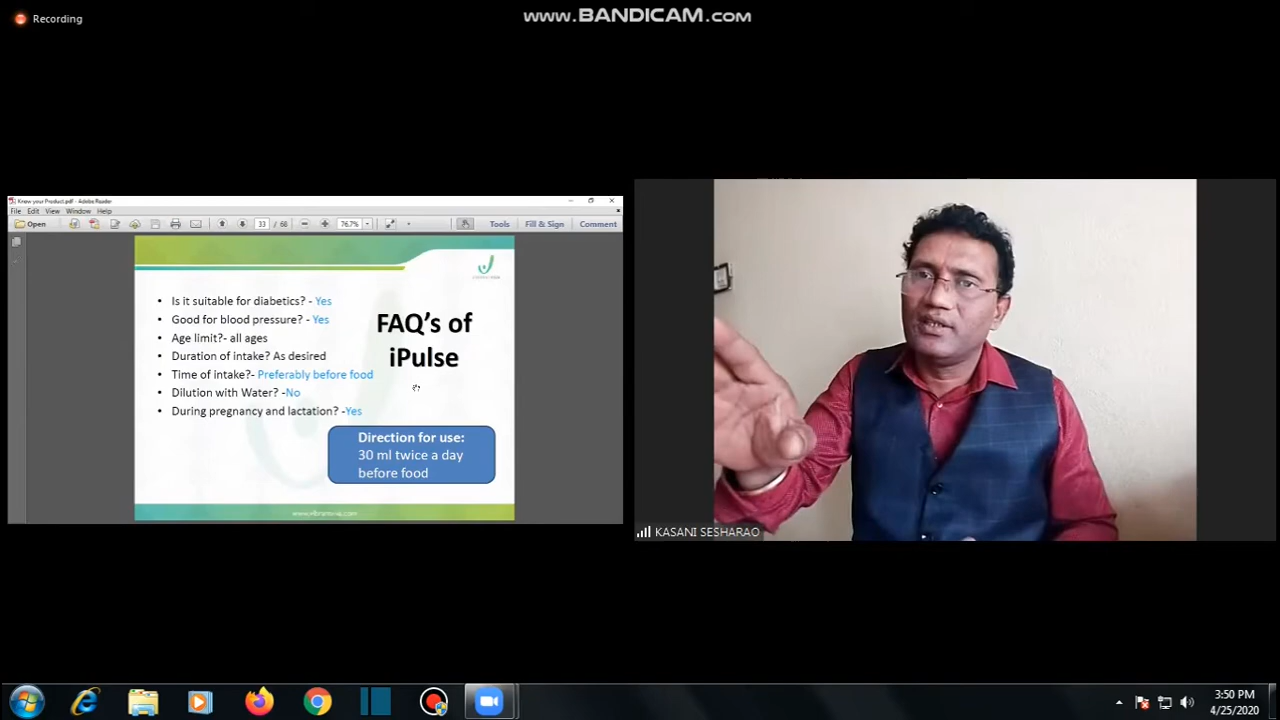 Recording
www.BANDICAM.com
Know your Product.pdf - Adobe Reader
File Edit View Window Help
Open 33 / 68 76.7% Tools Fill & Sign Comment
• Is it suitable for diabetics? - Yes
• Good for blood pressure? - Yes
• Age limit?- all ages
• Duration of intake? As desired
• Time of intake?- Preferably before food
• Dilution with Water? -No
• During pregnancy and lactation? -Yes
FAQ's of
iPulse
Direction for use:
30 ml twice a day
before food
KASANI SESHARAO
3:50 PM
4/25/2020